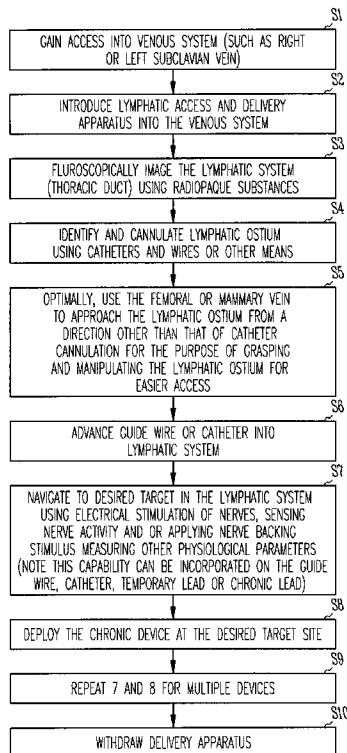 S1
GAIN ACCESS INTO VENOUS SYSTEM (SUCH AS RIGHT
OR LEFT SUBCLAVIAN VEIN)
S2
INTRODUCE LYMPHATIC ACCESS AND DELIVERY
APPARATUS INTO THE VENOUS SYSTEM
S3
FLUROSCOPICALLY IMAGE THE LYMPHATIC SYSTEM
(THORACIC DUCT) USING RADIOPAQUE SUBSTANCES
S4
IDENTIFY AND CANNULATE LYMPHATIC OSTIUM
USING CATHETERS AND WIRES OR OTHER MEANS
S5
OPTIMALLY, USE THE FEMORAL OR MAMMARY VEIN
TO APPROACH THE LYMPHATIC OSTIUM FROM A
DIRECTION OTHER THAN THAT OF CATHETER
CANNULATION FOR THE PURPOSE OF GRASPING
AND MANIPULATING THE LYMPHATIC OSTIUM FOR
EASIER ACCESS
S6
ADVANCE GUIDE WIRE OR CATHETER INTO
LYMPHATIC SYSTEM
S7
NAVIGATE TO DESIRED TARGET IN THE LYMPHATIC SYSTEM
USING ELECTRICAL STIMULATION OF NERVES, SENSING
NERVE ACTIVITY AND OR APPLYING NERVE BACKING
STIMULUS MEASURING OTHER PHYSIOLOGICAL PARAMETERS
(NOTE THIS CAPABILITY CAN BE INCORPORATED ON THE GUIDE
WIRE, CATHETER, TEMPORARY LEAD OR CHRONIC LEAD)
S8
DEPLOY THE CHRONIC DEVICE AT THE DESIRED TARGET SITE
S9
REPEAT 7 AND 8 FOR MULTIPLE DEVICES
S10
WITHDRAW DELIVERY APPARATUS